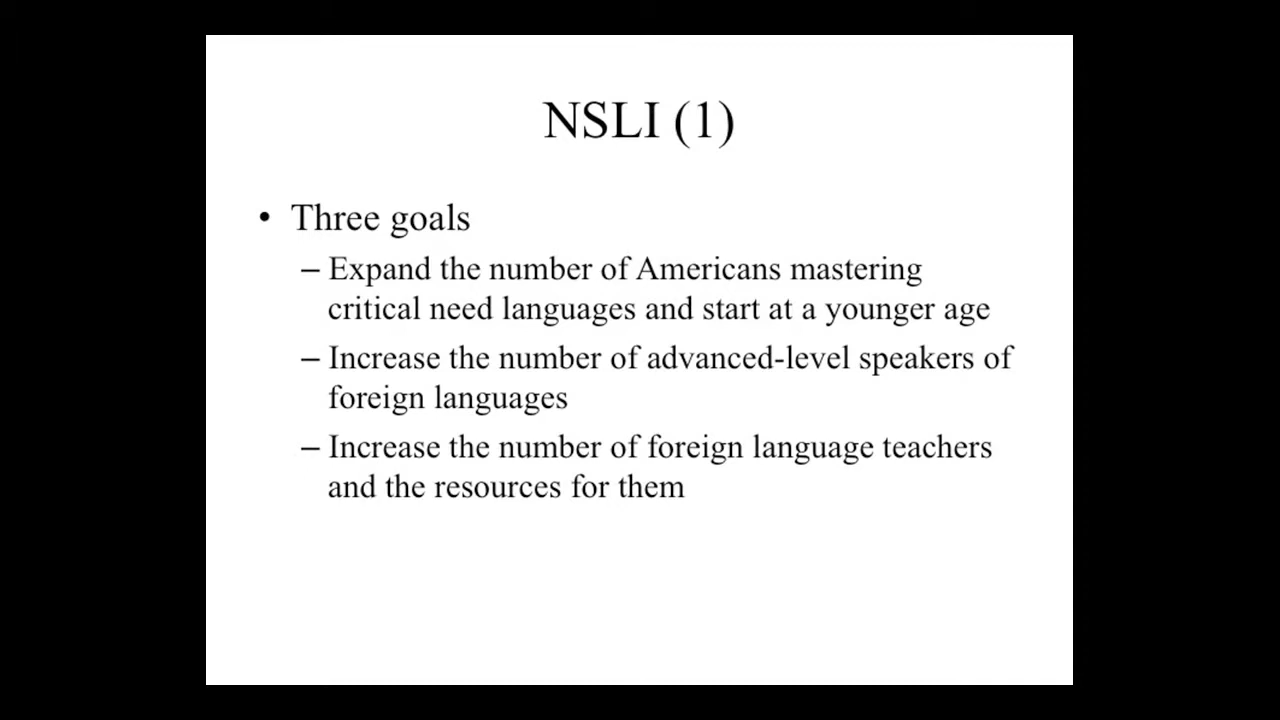 NSLI (1)
• Three goals
– Expand the number of Americans mastering
critical need languages and start at a younger age
– Increase the number of advanced-level speakers of
foreign languages
– Increase the number of foreign language teachers
and the resources for them